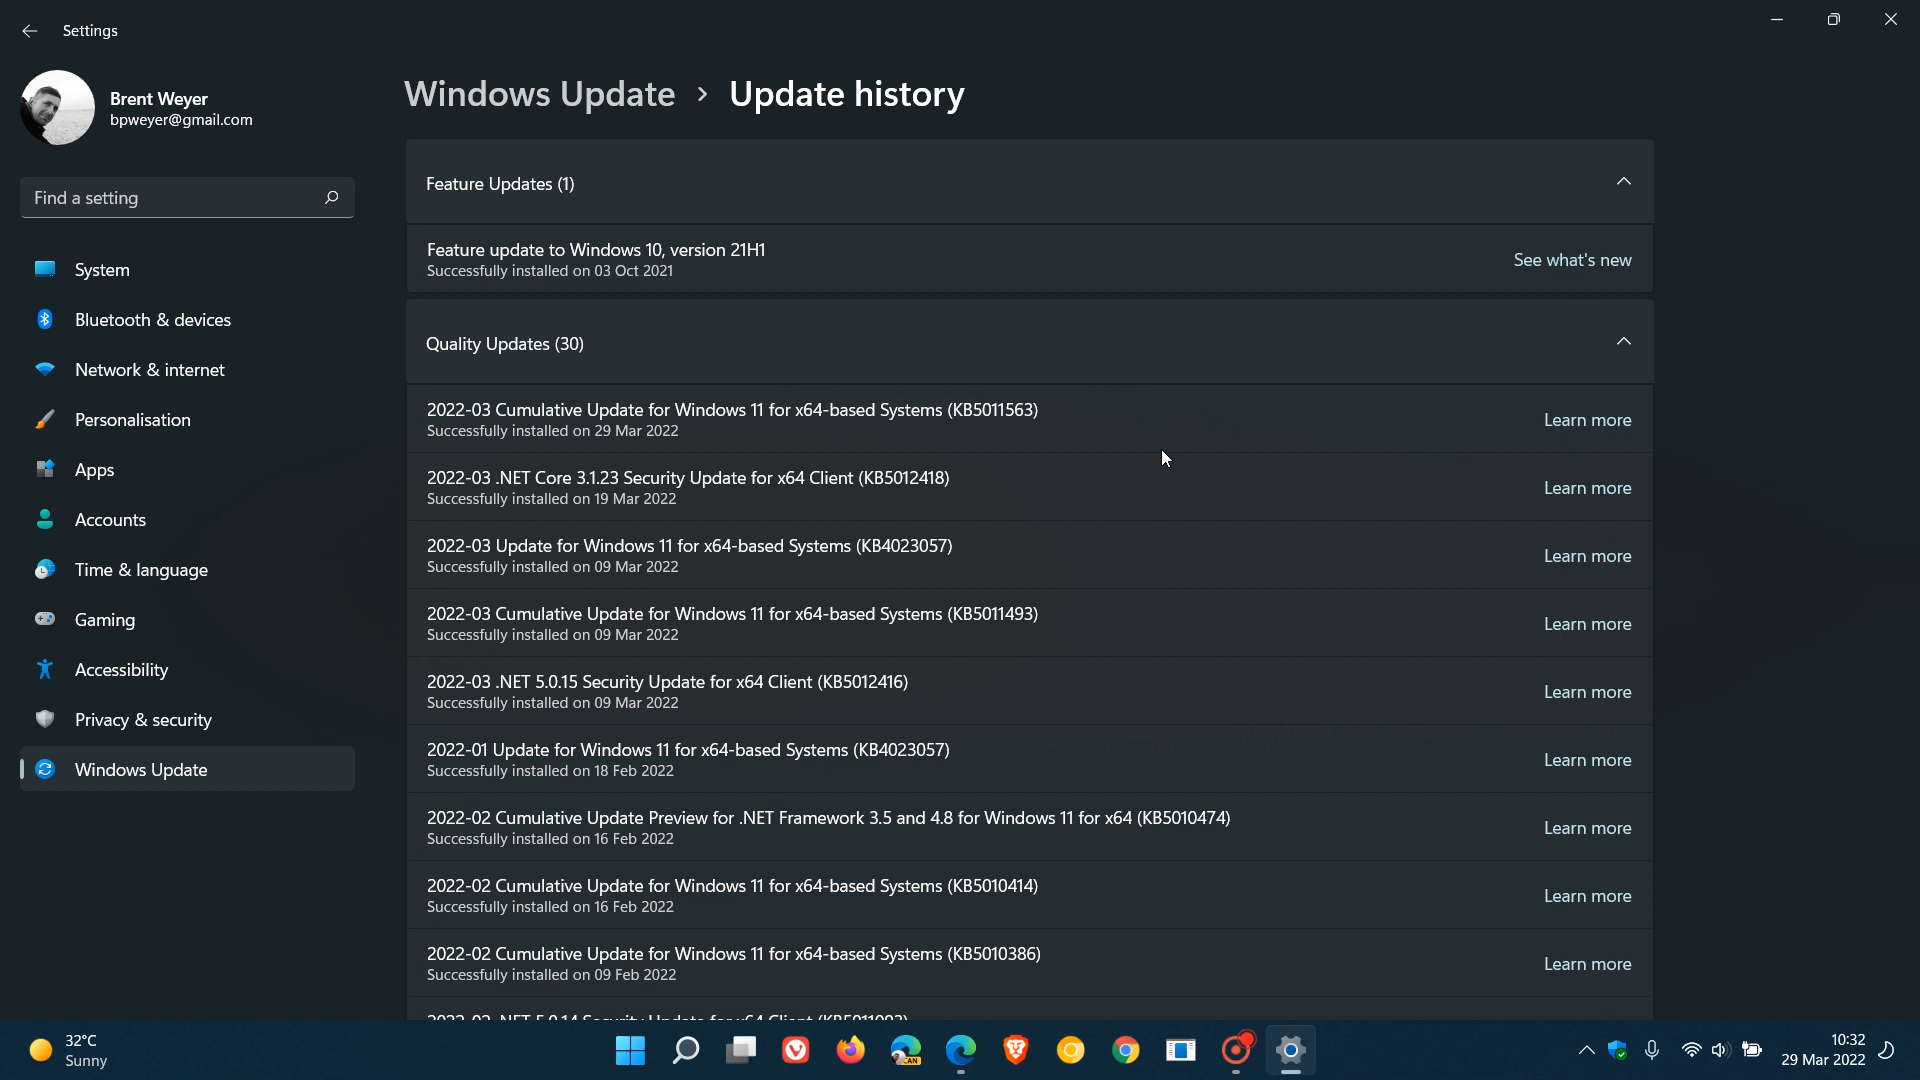 Settings
Brent Weyer
bpweyer@gmail.com
Find a setting
System
Bluetooth & devices
Network & internet
Personalisation
Apps
Accounts
Time & language
Gaming
Accessibility
Privacy & security
Windows Update
Windows Update > Update history
Feature Updates (1)
Feature update to Windows 10, version 21H1
Successfully installed on 03 Oct 2021
See what's new
Quality Updates (30)
2022-03 Cumulative Update for Windows 11 for x64-based Systems (KB5011563)
Successfully installed on 29 Mar 2022
Learn more
2022-03 .NET Core 3.1.23 Security Update for x64 Client (KB5012418)
Successfully installed on 19 Mar 2022
Learn more
2022-03 Update for Windows 11 for x64-based Systems (KB4023057)
Successfully installed on 09 Mar 2022
Learn more
2022-03 Cumulative Update for Windows 11 for x64-based Systems (KB5011493)
Successfully installed on 09 Mar 2022
Learn more
2022-03 .NET 5.0.15 Security Update for x64 Client (KB5012416)
Successfully installed on 09 Mar 2022
Learn more
2022-01 Update for Windows 11 for x64-based Systems (KB4023057)
Successfully installed on 18 Feb 2022
Learn more
2022-02 Cumulative Update Preview for .NET Framework 3.5 and 4.8 for Windows 11 for x64 (KB5010474)
Successfully installed on 16 Feb 2022
Learn more
2022-02 Cumulative Update for Windows 11 for x64-based Systems (KB5010414)
Successfully installed on 16 Feb 2022
Learn more
2022-02 Cumulative Update for Windows 11 for x64-based Systems (KB5010386)
Successfully installed on 09 Feb 2022
Learn more
32°C
Sunny
CAN
10:32
29 Mar 2022